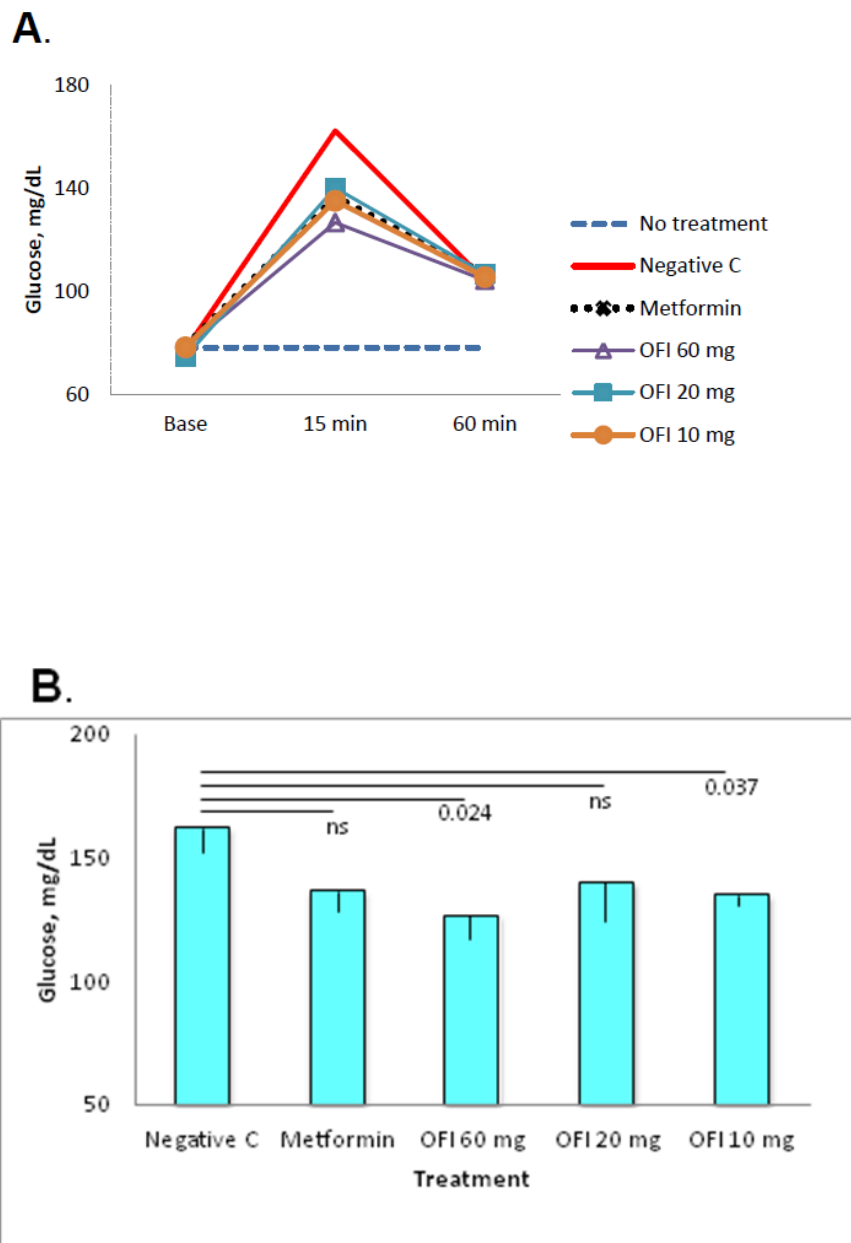 A.
180
140
100
60
Glucose, mg/dL
Base 15 min 60 min
No treatment
Negative C
Metformin
OFI 60 mg
OFI 20 mg
OFI 10 mg
B.
200
150
100
50
Glucose, mg/dL
0.037
ns
0.024
ns
Negative C Metformin OFI 60 mg OFI 20 mg OFI 10 mg
Treatment